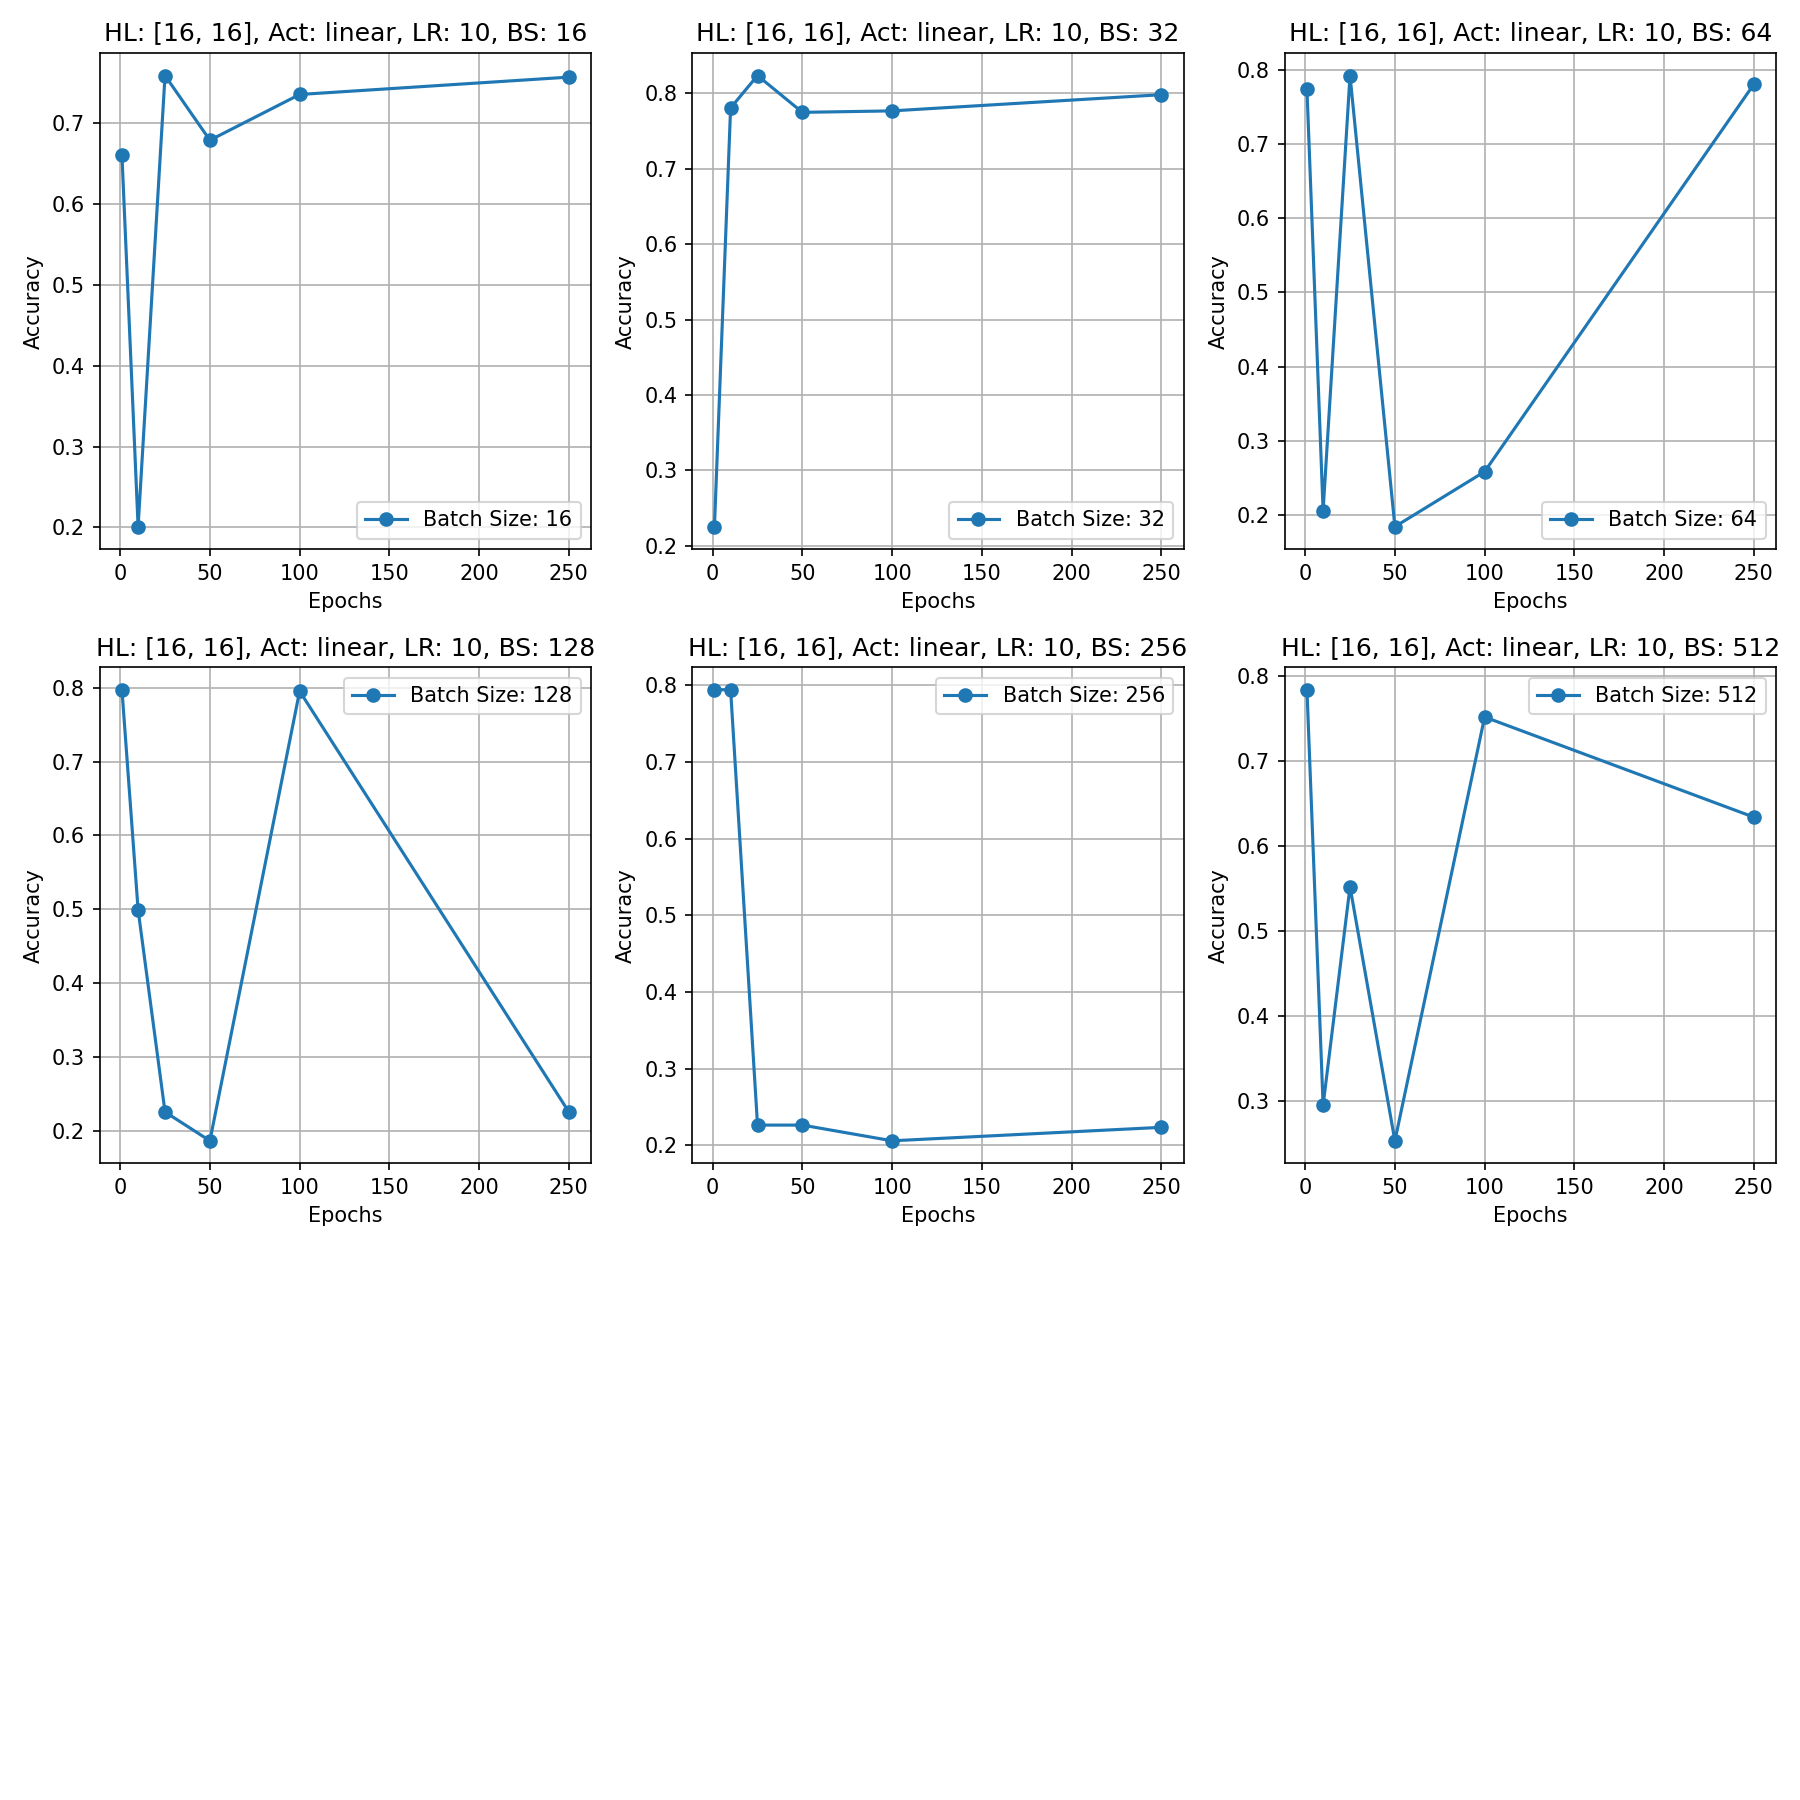 HL: [16, 16], Act: linear, LR: 10, BS: 16
Accuracy
0.7
0.6
0.5
0.4
0.3
0.2
Batch Size: 16
0 50 100 150 200 250
Epochs
HL: [16, 16], Act: linear, LR: 10, BS: 32
Accuracy
0.8
0.7
0.6
0.5
0.4
0.3
0.2
Batch Size: 32
0 50 100 150 200 250
Epochs
HL: [16, 16], Act: linear, LR: 10, BS: 64
Accuracy
0.8
0.7
0.6
0.5
0.4
0.3
0.2
Batch Size: 64
0 50 100 150 200 250
Epochs
HL: [16, 16], Act: linear, LR: 10, BS: 128
Batch Size: 128
Accuracy
0.8
0.7
0.6
0.5
0.4
0.3
0.2
0 50 100 150 200 250
Epochs
HL: [16, 16], Act: linear, LR: 10, BS: 256
Batch Size: 256
Accuracy
0.8
0.7
0.6
0.5
0.4
0.3
0.2
0 50 100 150 200 250
Epochs
HL: [16, 16], Act: linear, LR: 10, BS: 512
Batch Size: 512
Accuracy
0.8
0.7
0.6
0.5
0.4
0.3
0 50 100 150 200 250
Epochs